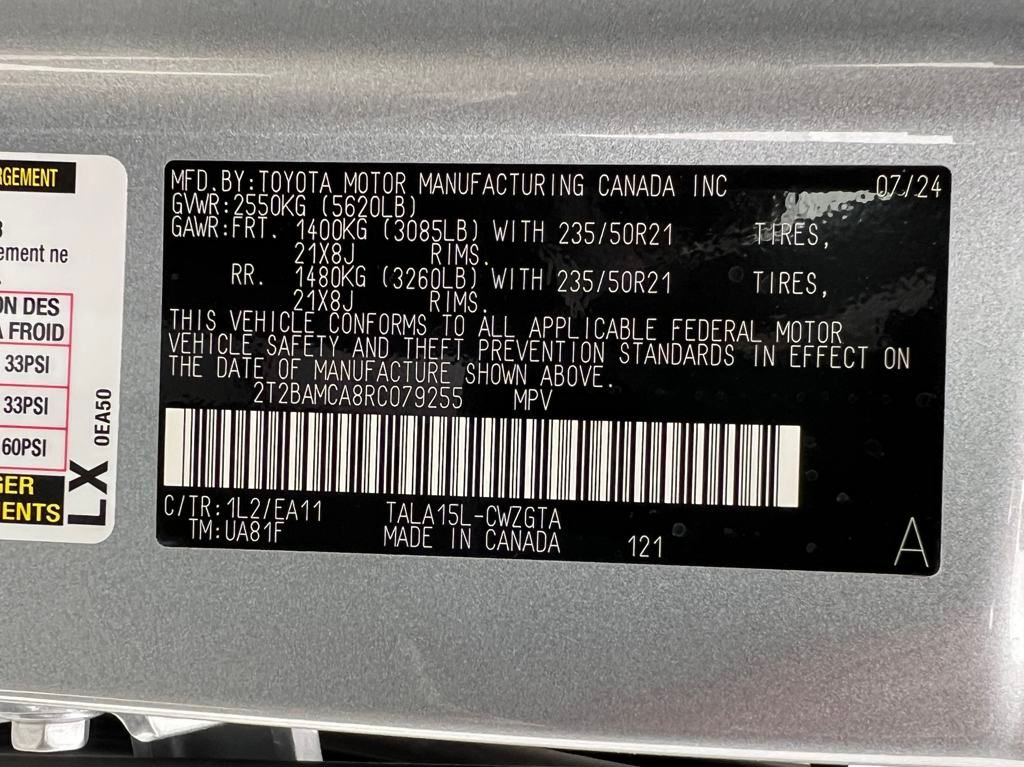 RGEMENT
ement ne
ON DES
A FROID
33PSI
33PSI
60PSI
GER
ENTS
LX
0EA50
MFD.BY:TOYOTA MOTOR MANUFACTURING CANADA INC 07/24
GVWR:2550KG (5620LB)
GAWR:FRT. 1400KG (3085LB) WITH 235/50R21 TIRES,
21X8J RIMS.
RR. 1480KG (3260LB) WITH 235/50R21 TIRES,
21X8J RIMS.
THIS VEHICLE CONFORMS TO ALL APPLICABLE FEDERAL MOTOR
VEHICLE SAFETY AND THEFT PREVENTION STANDARDS IN EFFECT ON
THE DATE OF MANUFACTURE SHOWN ABOVE.
2T2BAMCA8RC079255 MPV
C/TR:1L2/EA11 TALA15L-CWZGTA
TM:UA81F MADE IN CANADA 121
A